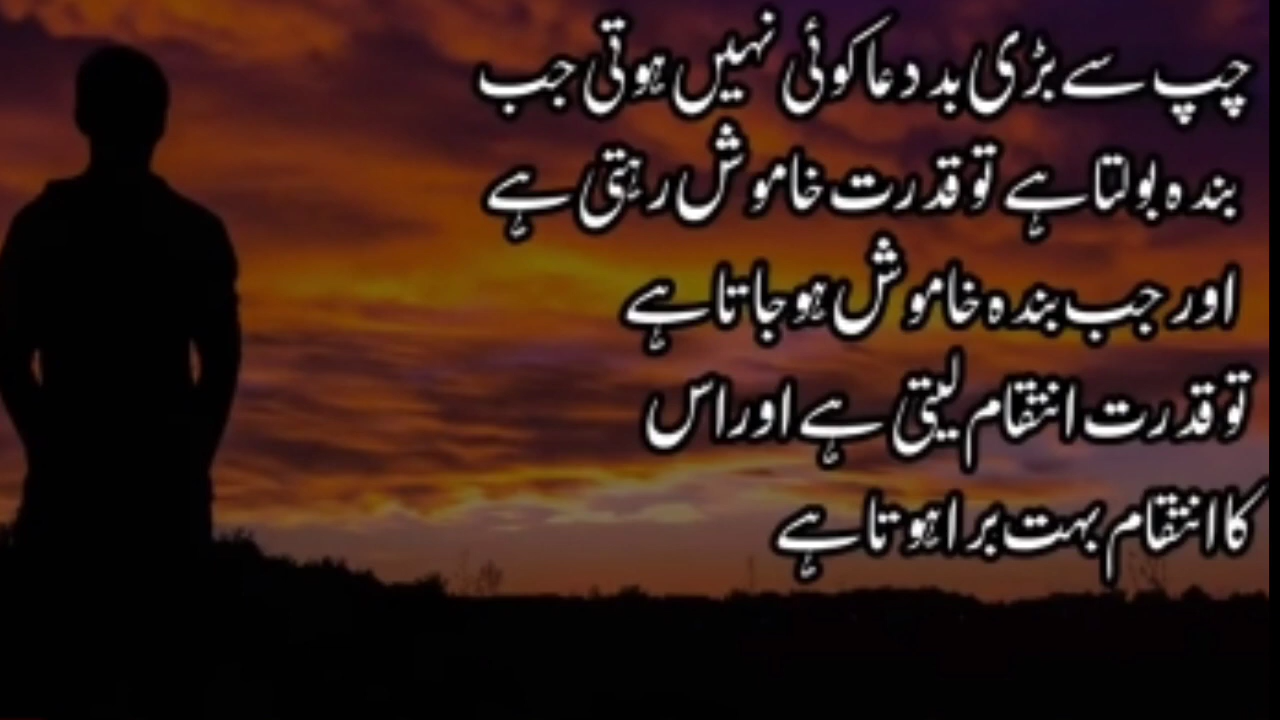 چپ سے بڑی بددعا کوئی نہیں ہوتی جب
بندہ بولتا ہے تو قدرت خاموش رہتی ہے
اور جب بندہ خاموش ہو جاتا ہے
تو قدرت انتقام لیتی ہے اور اس
کا انتقام بہت برا ہوتا ہے